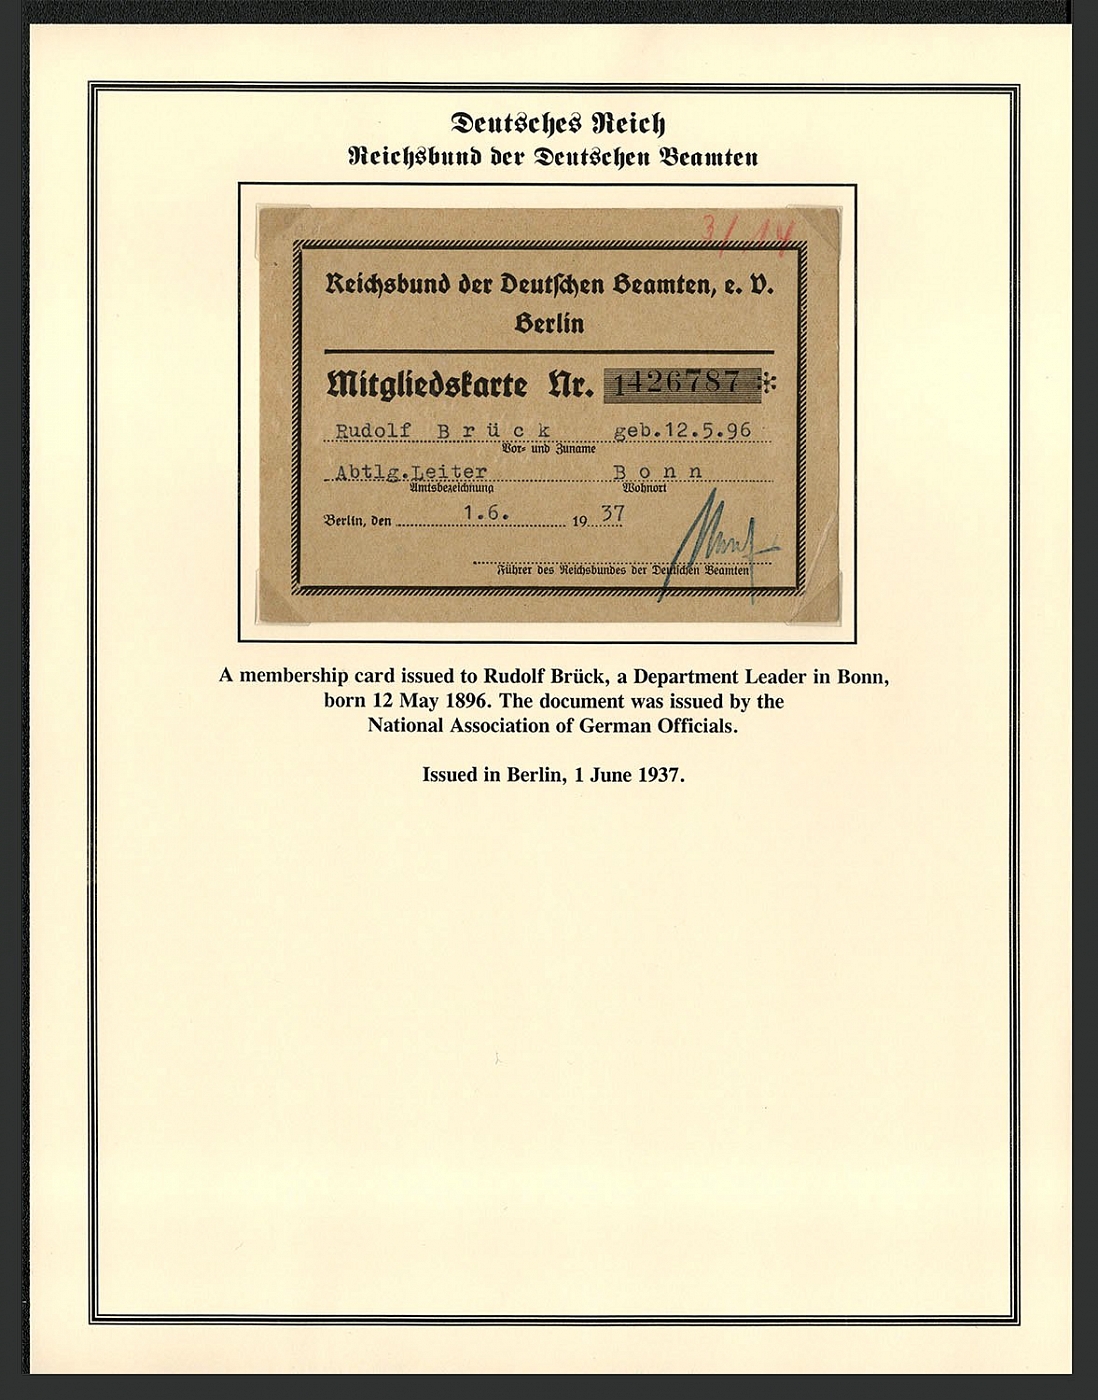 Deutsches Reich
Reichsbund der Deutschen Beamten
3/.14
Reichsbund der Deutschen Beamten, e. V.
Berlin
Mitgliedskarte Nr. 1426787 *
Rudolf B r ü c k geb.12.5.96
Vor- und Zuname
Abtlg.Leiter B o n n
Amtsbezeichnung Wohnort
Berlin, den 1.6. 19 37
Führer des Reichsbundes der Deutschen Beamten
A membership card issued to Rudolf Brück, a Department Leader in Bonn,
born 12 May 1896. The document was issued by the
National Association of German Officials.
Issued in Berlin, 1 June 1937.